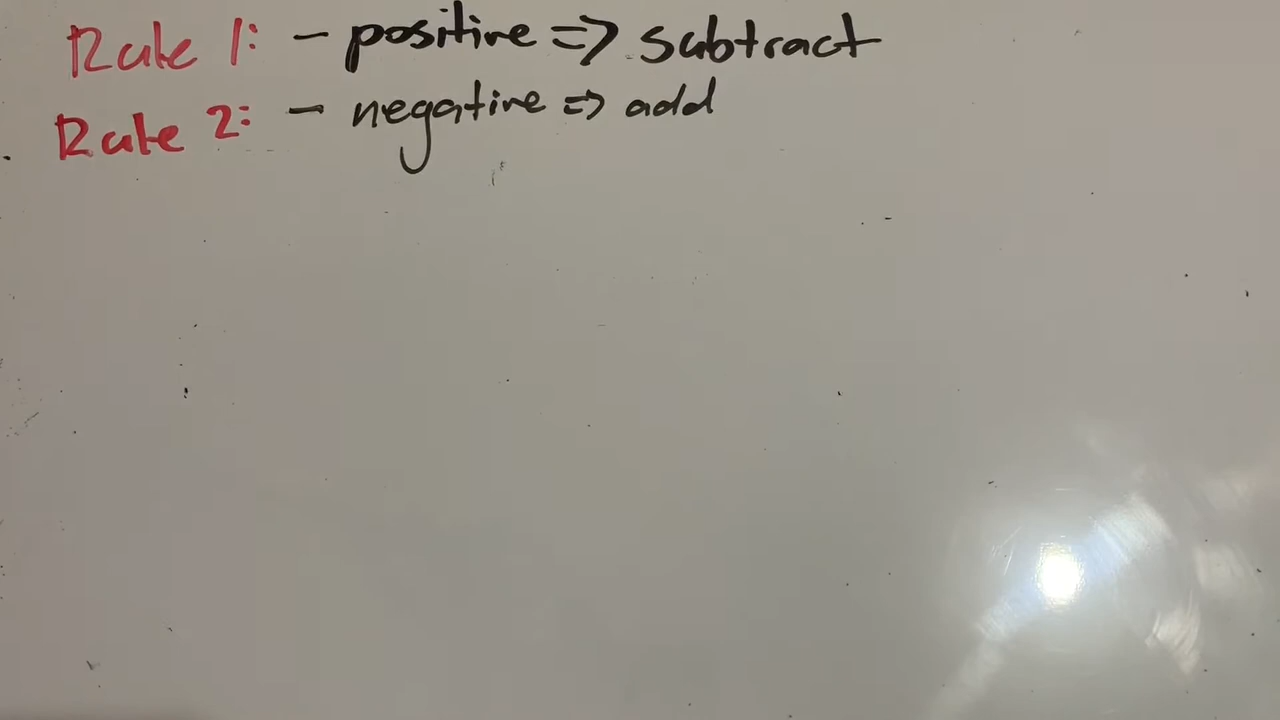 Rule 1: - positive => subtract
Rule 2: - negative => add